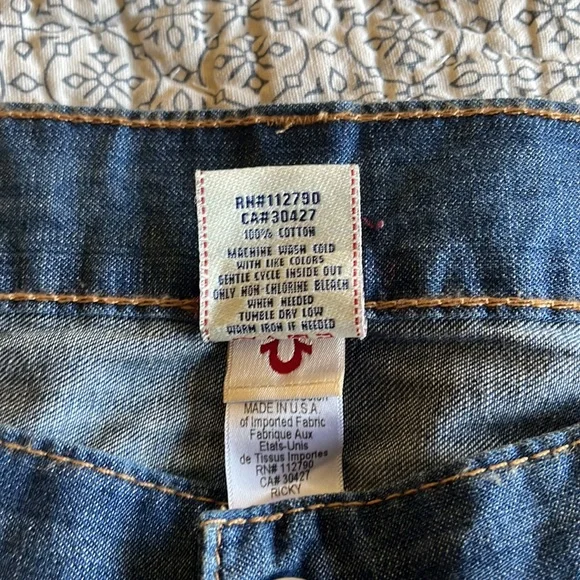 RN#112790
CA#30427
100% COTTON
MACHINE WASH COLD
WITH LIKE COLORS
GENTLE CYCLE INSIDE OUT
ONLY NON-CHLORINE BLEACH
WHEN NEEDED
TUMBLE DRY LOW
WARM IRON IF NEEDED
MADE IN U.S.A
of Imported Fabric
Fabrique Aux
Etats-Unis
de Tissus Importes
RN# 112790
CA# 30427
RICKY